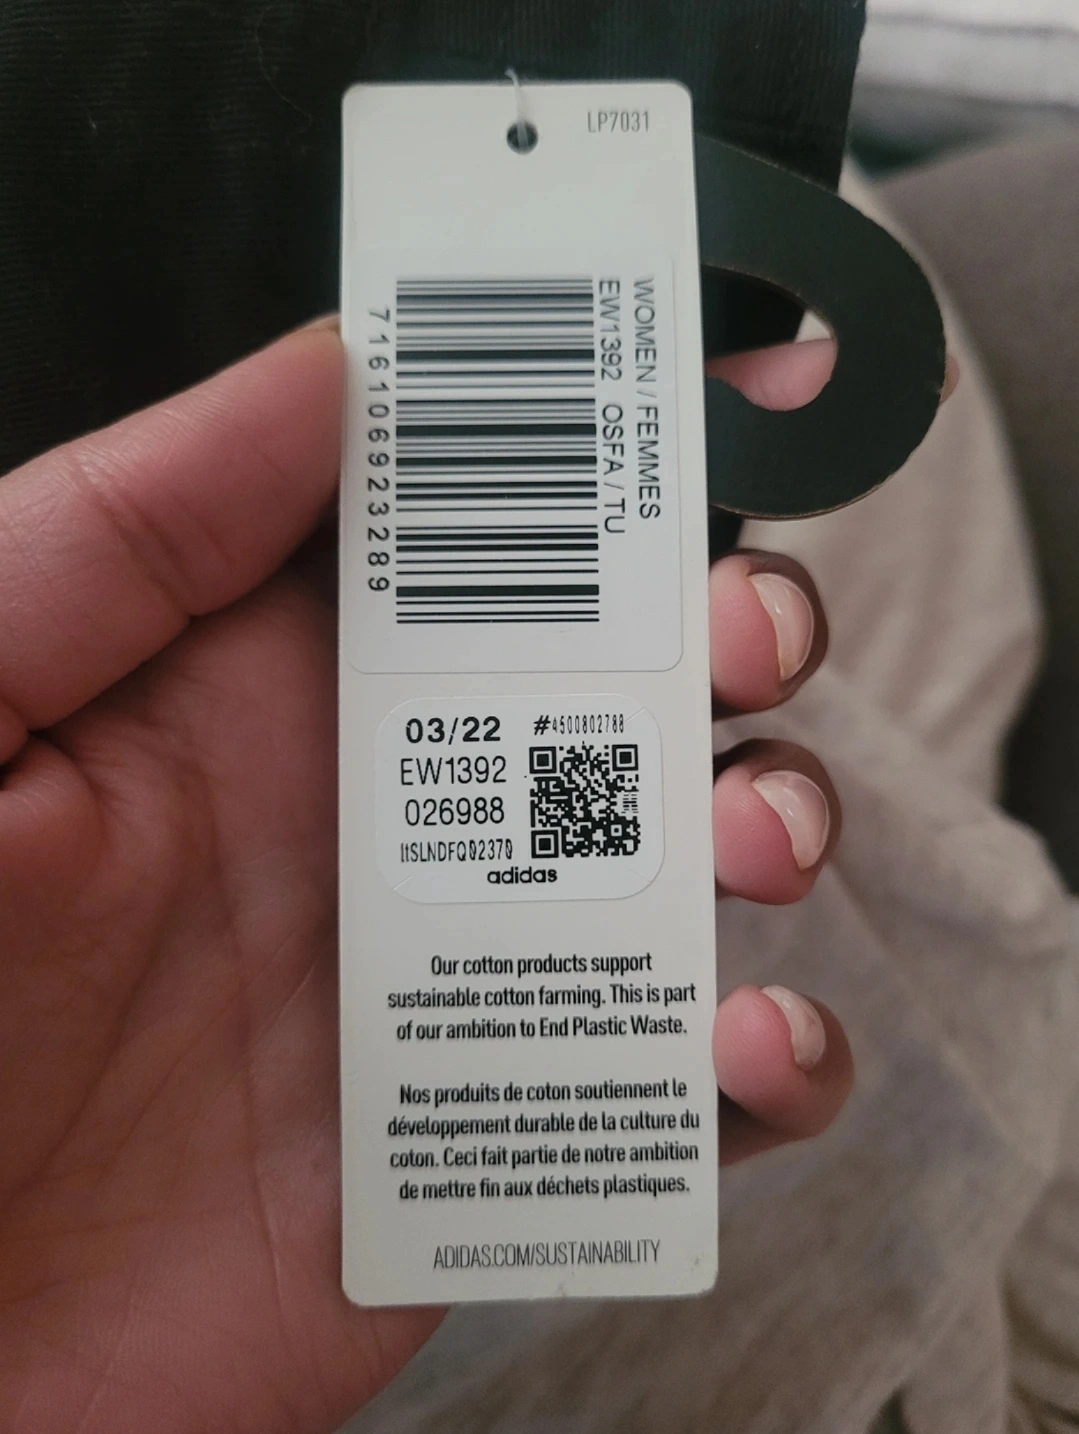 LP7031
WOMEN / FEMMES
EW1392 OSFA / TU
716106923289
03/22
#4500802788
EW1392
026988
ItSLNDFQ02370
adidas
Our cotton products support
sustainable cotton farming. This is part
of our ambition to End Plastic Waste.
Nos produits de coton soutiennent le
développement durable de la culture du
coton. Ceci fait partie de notre ambition
de mettre fin aux déchets plastiques.
ADIDAS.COM/SUSTAINABILITY